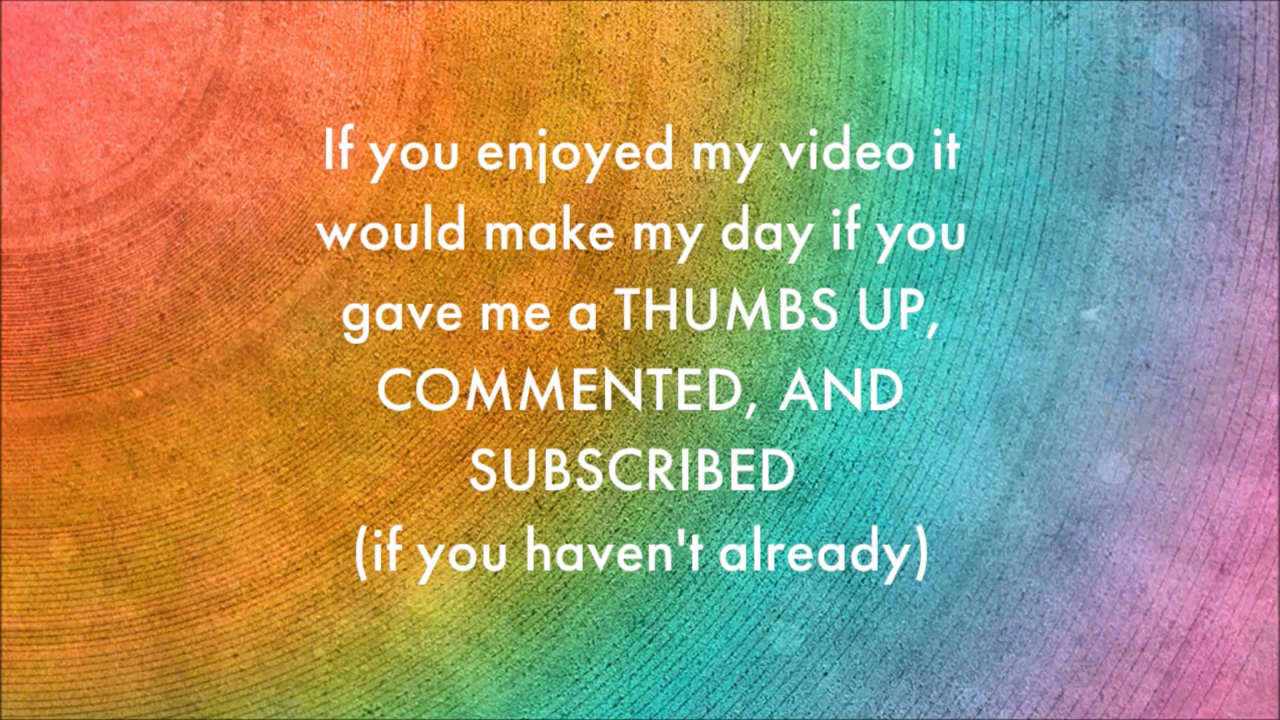 If you enjoyed my video it
would make my day if you
gave me a THUMBS UP,
COMMENTED, AND
SUBSCRIBED
(if you haven't already)